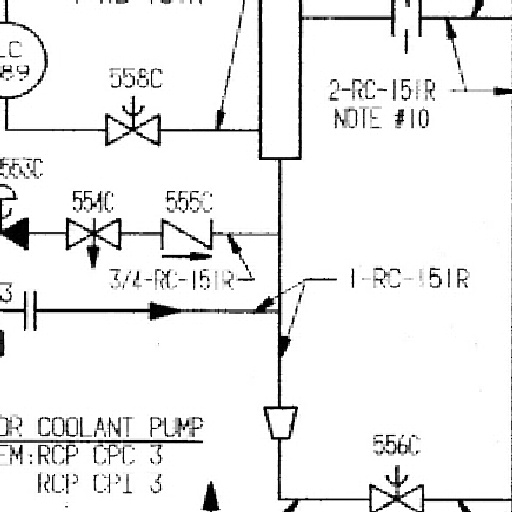 LC
89
558C
2-RC-151R
NOTE #10
553C
554C
555C
3/4-RC-151R
1-RC-151R
3
OR COOLANT PUMP
EM:RCP CPC 3
RCP CP1 3
556C